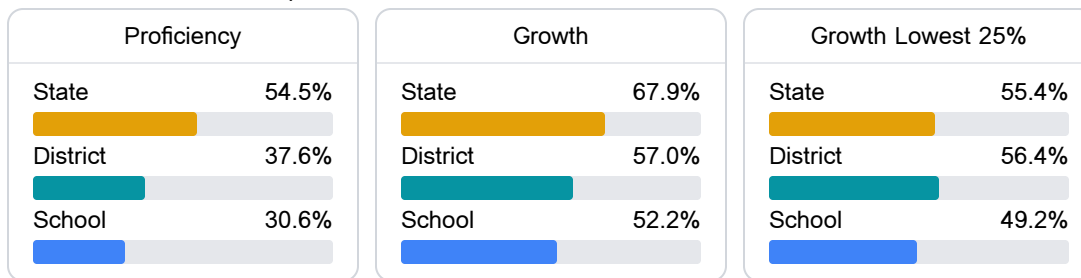 Proficiency
State 54.5%
District 37.6%
School 30.6%
Growth
State 67.9%
District 57.0%
School 52.2%
Growth Lowest 25%
State 55.4%
District 56.4%
School 49.2%